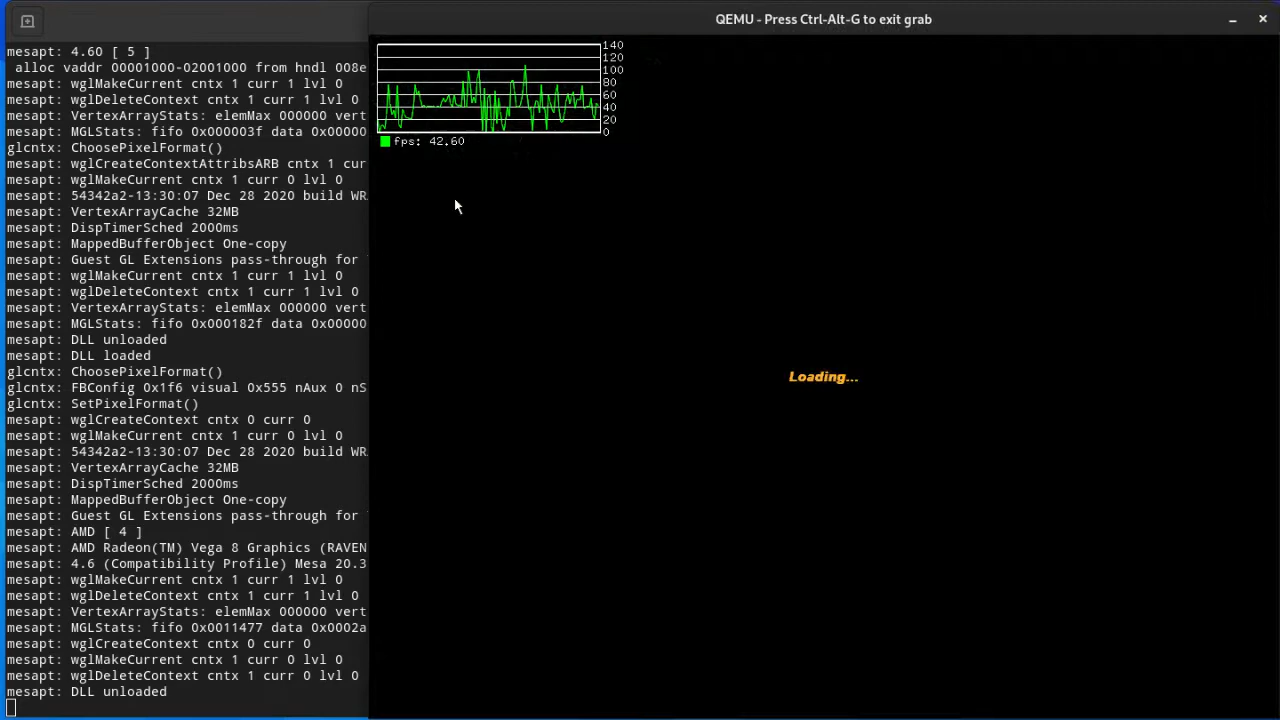 mesapt: 4.60 [ 5 ]
 alloc vaddr 00001000-02001000 from hndl 008e
mesapt: wglMakeCurrent cntx 1 curr 1 lvl 0
mesapt: wglDeleteContext cntx 1 curr 1 lvl 0
mesapt: VertexArrayStats: elemMax 000000 vert
mesapt: MGLStats: fifo 0x000003f data 0x00000
glcntx: ChoosePixelFormat()
mesapt: wglCreateContextAttribsARB cntx 1 cur
mesapt: wglMakeCurrent cntx 1 curr 0 lvl 0
mesapt: 54342a2-13:30:07 Dec 28 2020 build WR
mesapt: VertexArrayCache 32MB
mesapt: DispTimerSched 2000ms
mesapt: MappedBufferObject One-copy
mesapt: Guest GL Extensions pass-through for
mesapt: wglMakeCurrent cntx 1 curr 1 lvl 0
mesapt: wglDeleteContext cntx 1 curr 1 lvl 0
mesapt: VertexArrayStats: elemMax 000000 vert
mesapt: MGLStats: fifo 0x000182f data 0x00000
mesapt: DLL unloaded
mesapt: DLL loaded
glcntx: ChoosePixelFormat()
glcntx: FBConfig 0x1f6 visual 0x555 nAux 0 nS
glcntx: SetPixelFormat()
mesapt: wglCreateContext cntx 0 curr 0
mesapt: wglMakeCurrent cntx 1 curr 0 lvl 0
mesapt: 54342a2-13:30:07 Dec 28 2020 build WR
mesapt: VertexArrayCache 32MB
mesapt: DispTimerSched 2000ms
mesapt: MappedBufferObject One-copy
mesapt: Guest GL Extensions pass-through for
mesapt: AMD [ 4 ]
mesapt: AMD Radeon(TM) Vega 8 Graphics (RAVEN
mesapt: 4.6 (Compatibility Profile) Mesa 20.3
mesapt: wglMakeCurrent cntx 1 curr 1 lvl 0
mesapt: wglDeleteContext cntx 1 curr 1 lvl 0
mesapt: VertexArrayStats: elemMax 000000 vert
mesapt: MGLStats: fifo 0x0011477 data 0x0002a
mesapt: wglCreateContext cntx 0 curr 0
mesapt: wglMakeCurrent cntx 1 curr 0 lvl 0
mesapt: wglDeleteContext cntx 1 curr 0 lvl 0
mesapt: DLL unloaded
QEMU - Press Ctrl-Alt-G to exit grab
140
120
100
80
60
40
20
0
fps: 42.60
Loading...